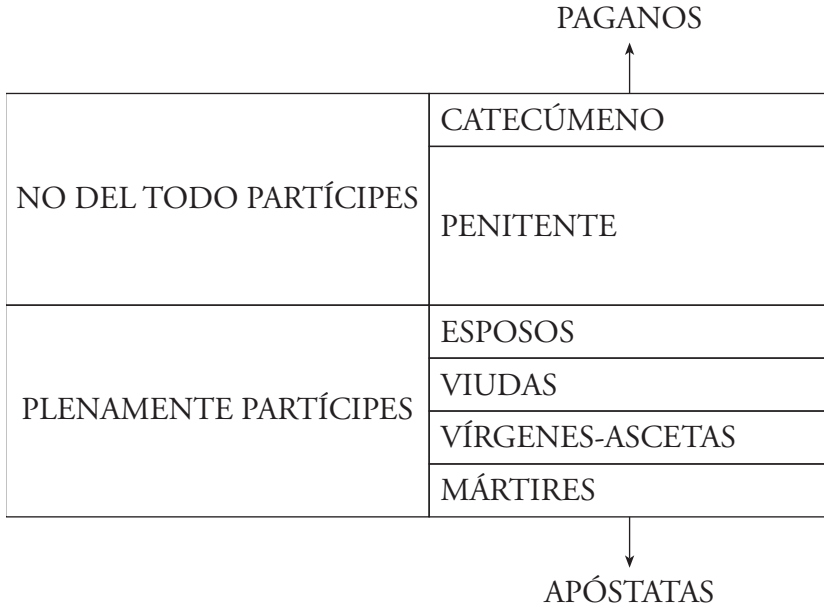 PAGANOS
NO DEL TODO PARTÍCIPES
CATECÚMENO
PENITENTE
PLENAMENTE PARTÍCIPES
ESPOSOS
VIUDAS
VÍRGENES-ASCETAS
MÁRTIRES
APÓSTATAS